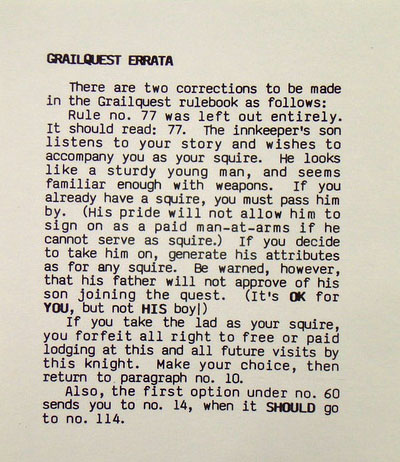 GRAILQUEST ERRATA
There are two corrections to be made
in the Grailquest rulebook as follows:
Rule no. 77 was left out entirely.
It should read: 77. The innkeeper's son
listens to your story and wishes to
accompany you as your squire. He looks
like a sturdy young man, and seems
familiar enough with weapons. If you
already have a squire, you must pass him
by. (His pride will not allow him to
sign on as a paid man-at-arms if he
cannot serve as squire.) If you decide
to take him on, generate his attributes
as for any squire. Be warned, however,
that his father will not approve of his
son joining the quest. (It's OK for
YOU, but not HIS boy!)
If you take the lad as your squire,
you forfeit all right to free or paid
lodging at this and all future visits by
this knight. Make your choice, then
return to paragraph no. 10.
Also, the first option under no. 60
sends you to no. 14, when it SHOULD go
to no. 114.